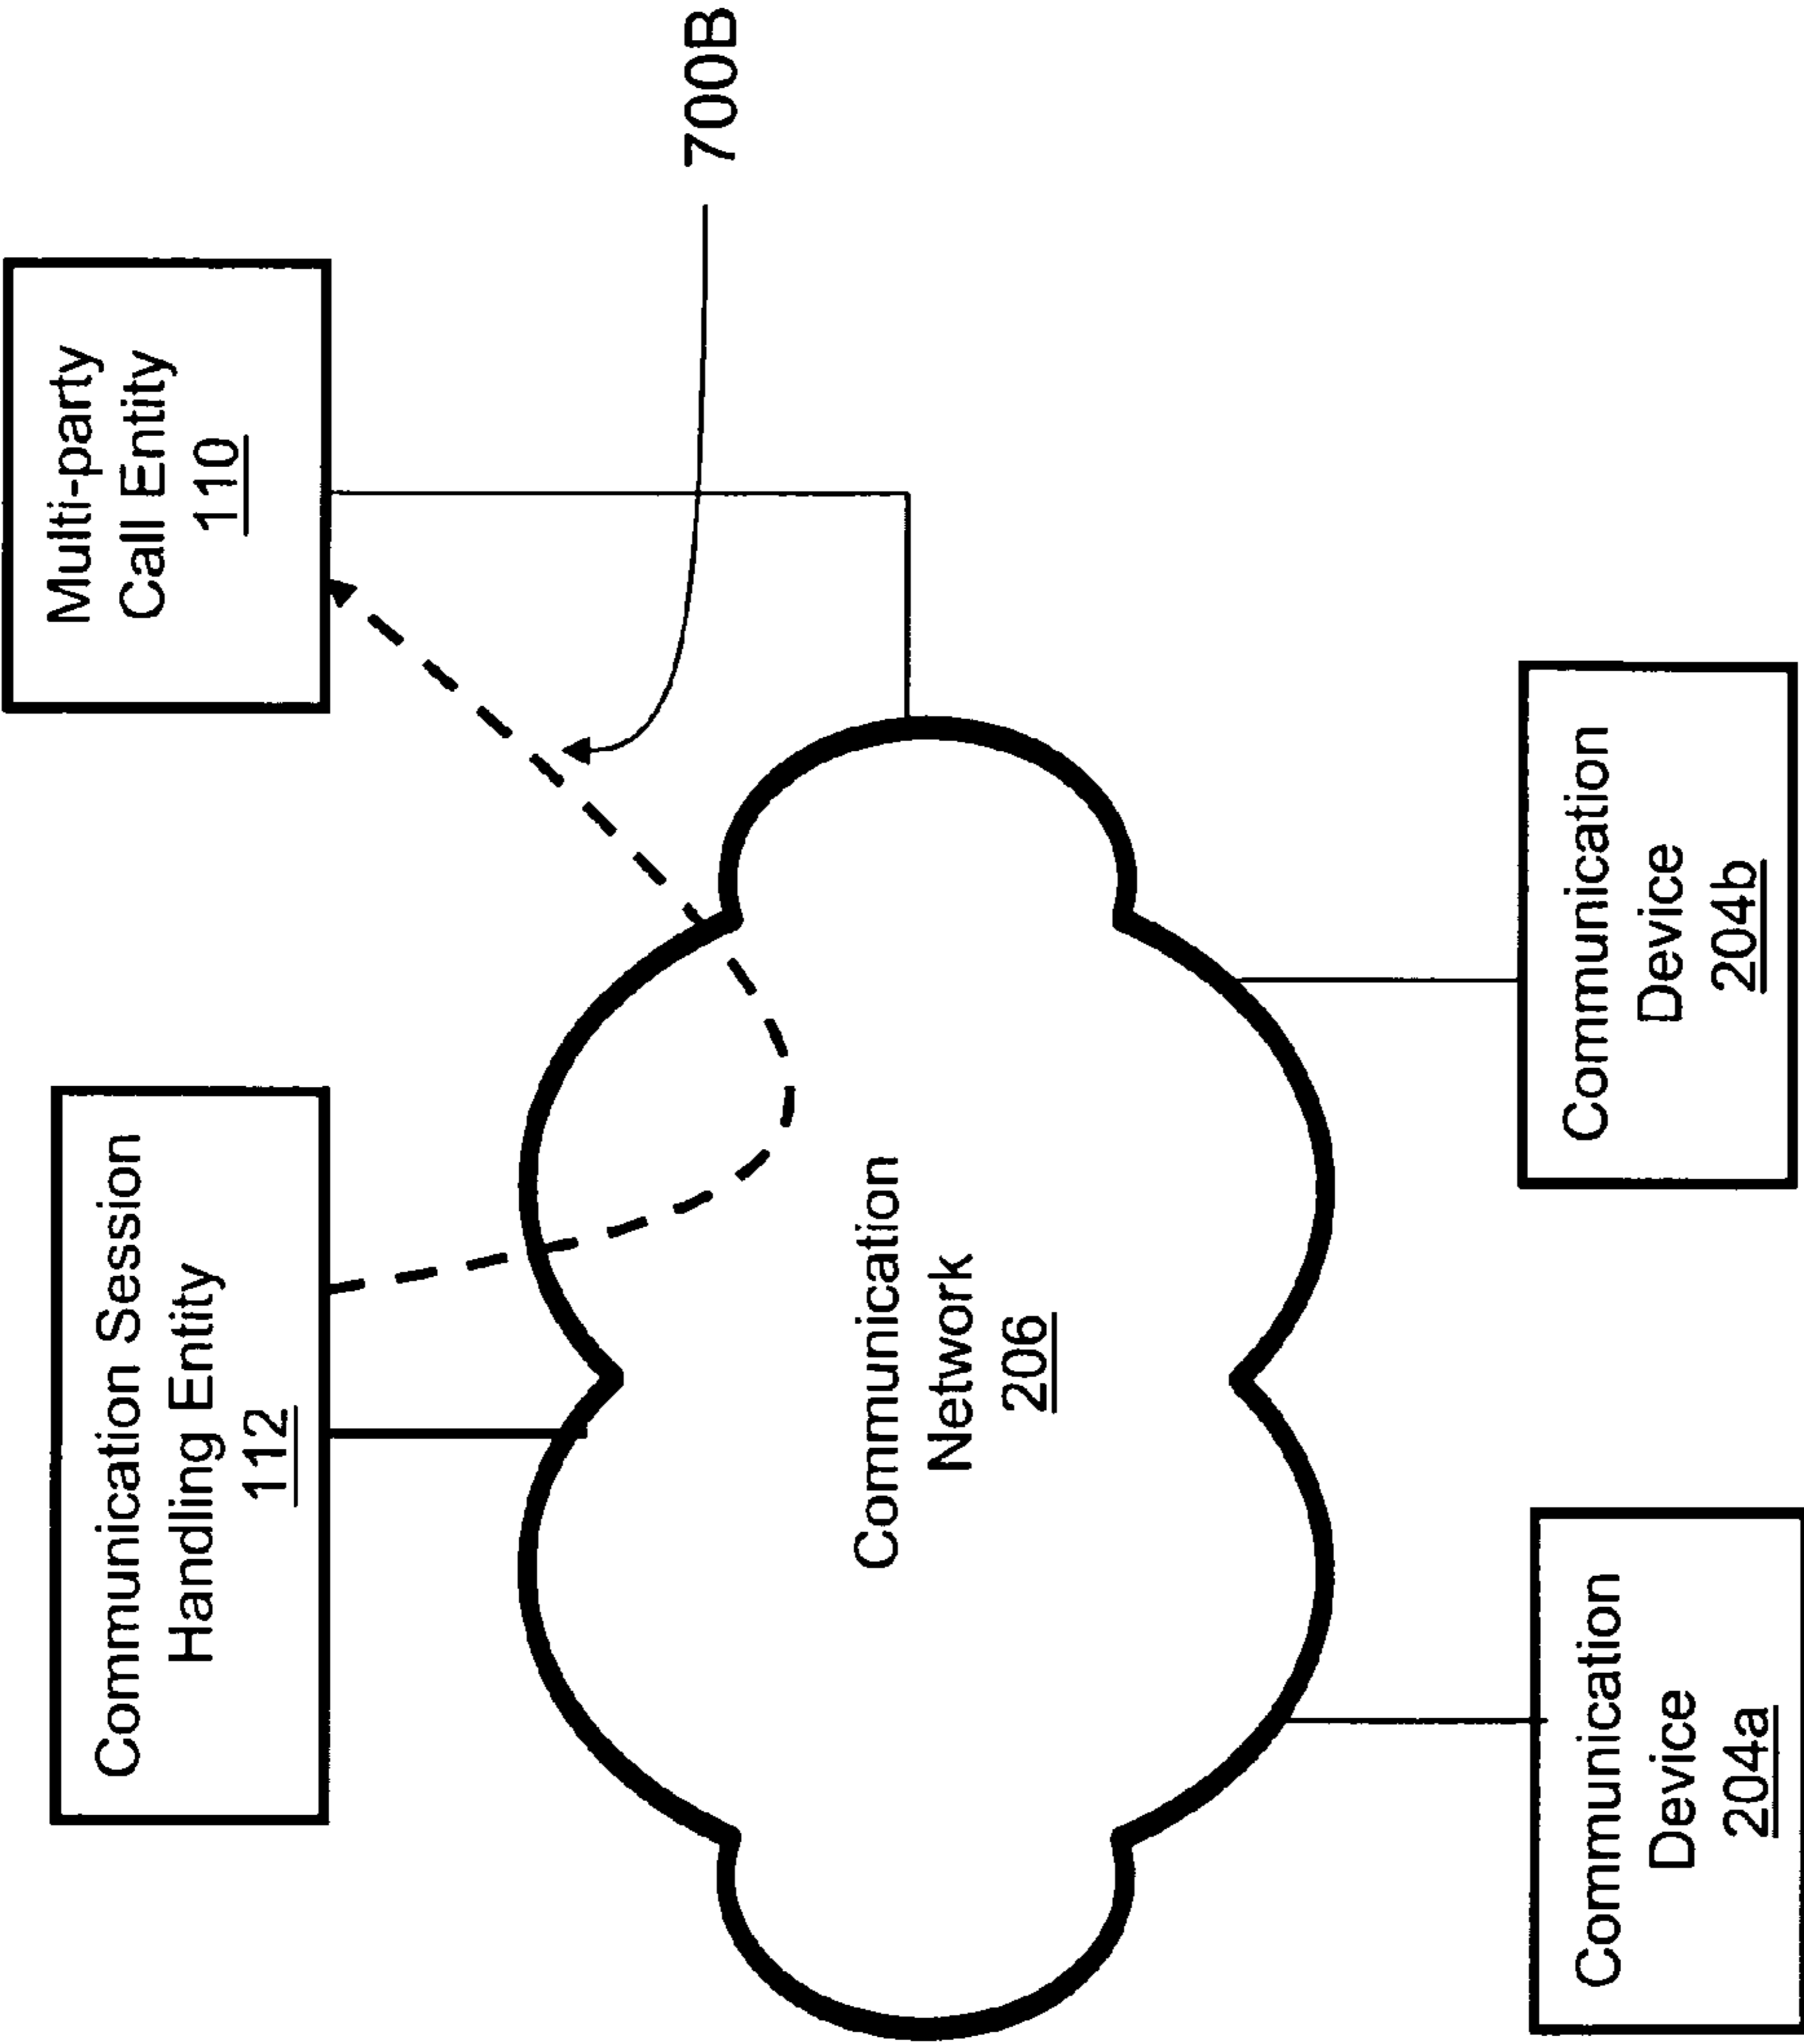 Communication Session
Handling Entity
112
Multi-party
Call Entity
110
700B
Communication
Network
206
Communication
Device
204a
Communication
Device
204b